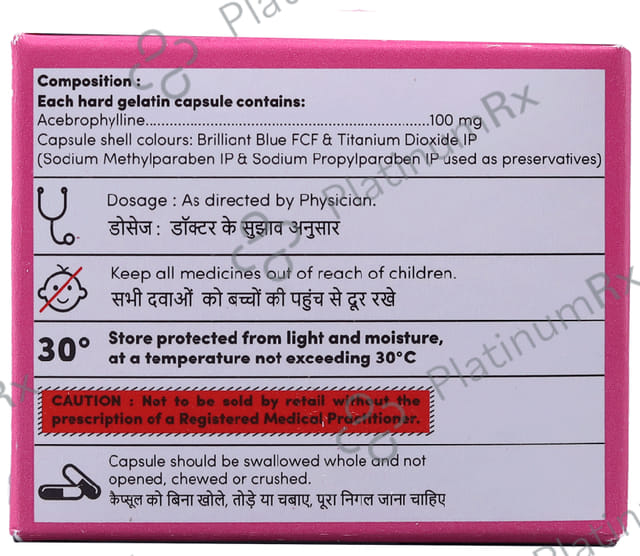 Composition :
Each hard gelatin capsule contains:
Acebrophylline............................................................100 mg
Capsule shell colours: Brilliant Blue FCF & Titanium Dioxide IP
(Sodium Methylparaben IP & Sodium Propylparaben IP used as preservatives)
Dosage : As directed by Physician.
डोसेज : डॉक्टर के सुझाव अनुसार
Keep all medicines out of reach of children.
सभी दवाओं को बच्चों की पहुंच से दूर रखे
30°
Store protected from light and moisture,
at a temperature not exceeding 30°C
CAUTION : Not to be sold by retail without the
prescription of a Registered Medical Practitioner.
Capsule should be swallowed whole and not
opened, chewed or crushed.
कैप्सूल को बिना खोले, तोड़े या चबाए, पूरा निगल जाना चाहिए
PlatinumRx
PlatinumRx
PlatinumRx